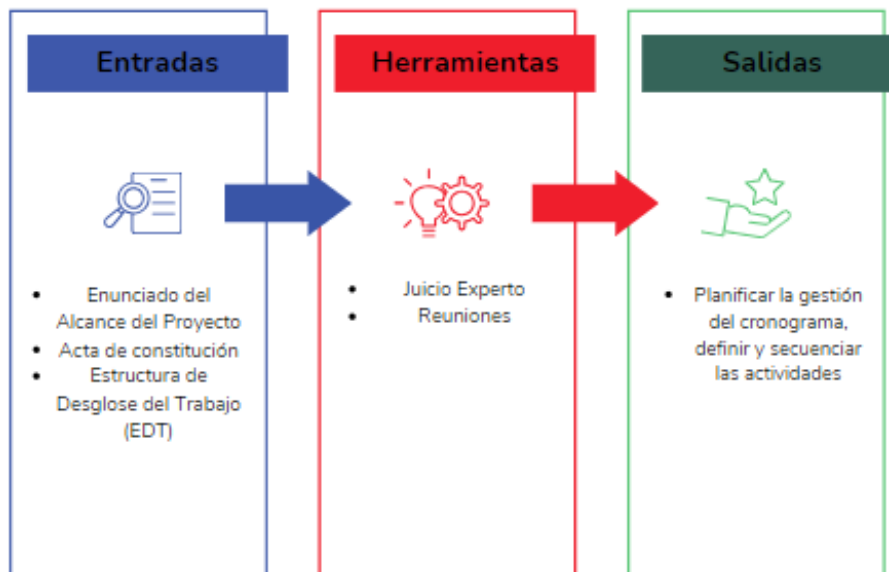 Entradas
Herramientas
Salidas
• Enunciado del
Alcance del Proyecto
• Acta de constitución
• Estructura de
Desglose del Trabajo
(EDT)
• Juicio Experto
• Reuniones
• Planificar la gestión
del cronograma,
definir y secuenciar
las actividades